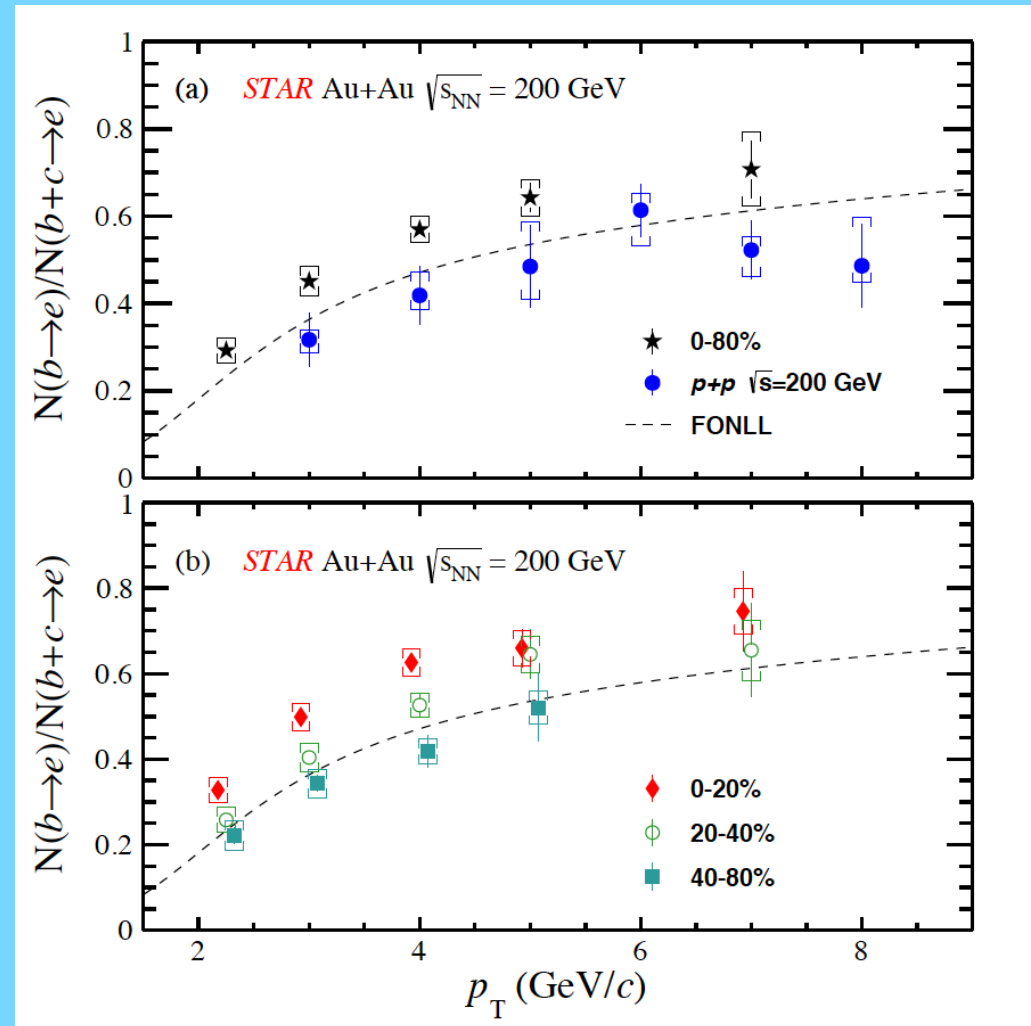 1
(a) STAR Au+Au √sNN = 200 GeV
0.8
0.6
0.4
0.2
0
N(b→e)/N(b+c→e)
0-80%
p+p √s=200 GeV
FONLL
1
(b) STAR Au+Au √sNN = 200 GeV
0.8
0.6
0.4
0.2
0
N(b→e)/N(b+c→e)
0-20%
20-40%
40-80%
2 4 6 8
pT (GeV/c)